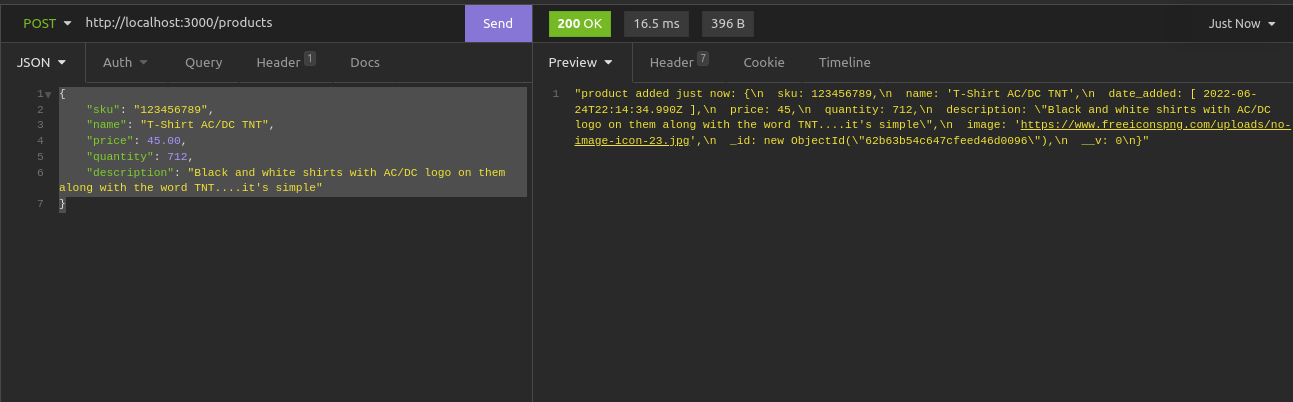 POST http://localhost:3000/products Send 200 OK 16.5 ms 396 B Just Now
JSON Auth Query Header 1 Docs Preview Header 7 Cookie Timeline
1 {
2 "sku": "123456789",
3 "name": "T-Shirt AC/DC TNT",
4 "price": 45.00,
5 "quantity": 712,
6 "description": "Black and white shirts with AC/DC logo on them
along with the word TNT....it's simple"
7 }
1 "product added just now: {\n  sku: 123456789,\n  name: 'T-Shirt AC/DC TNT',\n  date_added: [ 2022-06-
24T22:14:34.990Z ],\n  price: 45,\n  quantity: 712,\n  description: \"Black and white shirts with AC/DC
logo on them along with the word TNT....it's simple\",\n  image: 'https://www.freeiconspng.com/uploads/no-
image-icon-23.jpg',\n  _id: new ObjectId(\"62b63b54c647cfeed46d0096\"),\n  __v: 0\n}"